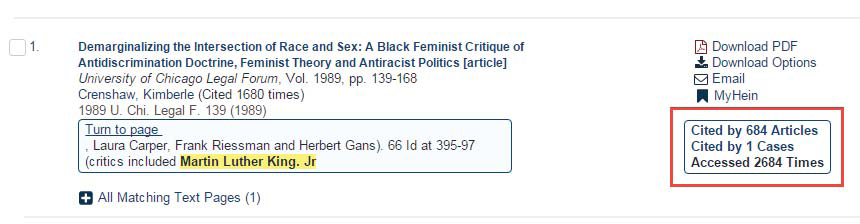 1.
Demarginalizing the Intersection of Race and Sex: A Black Feminist Critique of
Antidiscrimination Doctrine, Feminist Theory and Antiracist Politics [article]
University of Chicago Legal Forum, Vol. 1989, pp. 139-168
Crenshaw, Kimberle (Cited 1680 times)
1989 U. Chi. Legal F. 139 (1989)
Turn to page
, Laura Carper, Frank Riessman and Herbert Gans). 66 Id at 395-97
(critics included Martin Luther King. Jr
All Matching Text Pages (1)
Download PDF
Download Options
Email
MyHein
Cited by 684 Articles
Cited by 1 Cases
Accessed 2684 Times